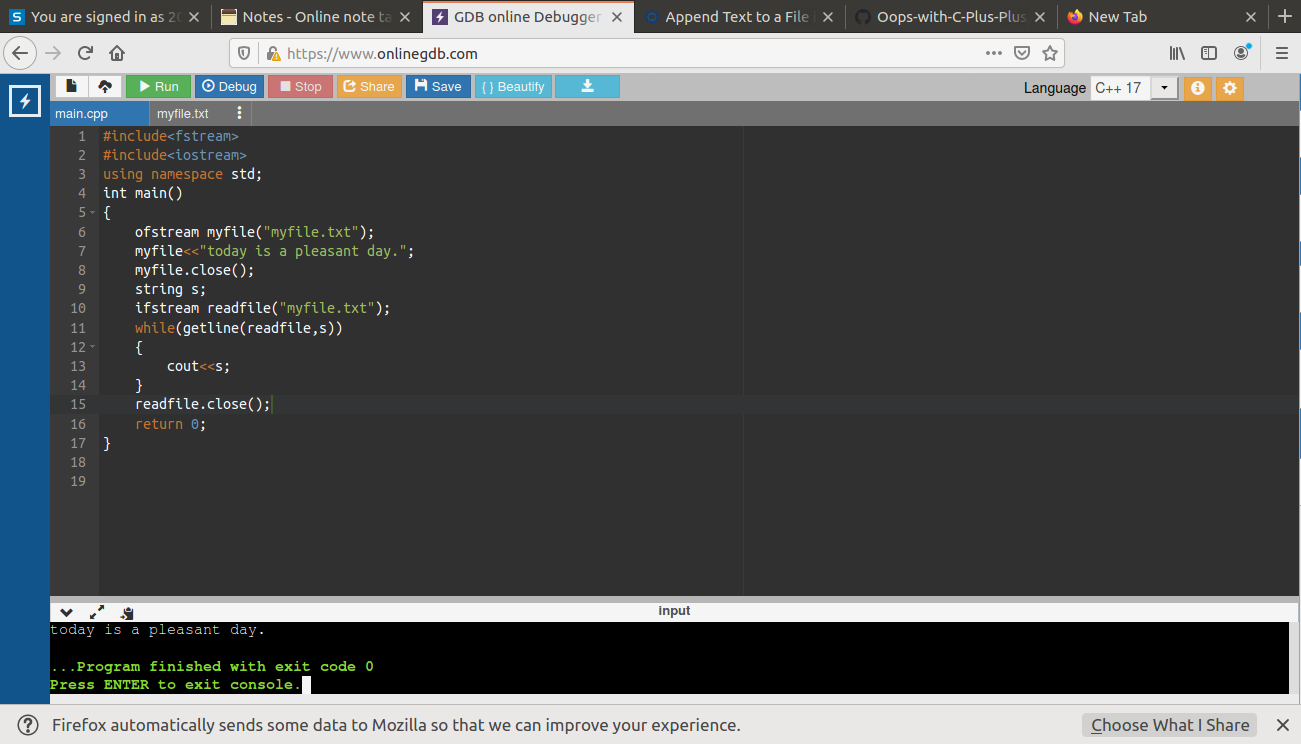 You are signed in as 20
Notes - Online note ta
GDB online Debugger
Append Text to a File i
Oops-with-C-Plus-Plus
New Tab
https://www.onlinegdb.com
Run Debug Stop Share Save { } Beautify
Language C++ 17
main.cpp myfile.txt
1 #include<fstream>
2 #include<iostream>
3 using namespace std;
4 int main()
5 {
6 ofstream myfile("myfile.txt");
7 myfile<<"today is a pleasant day.";
8 myfile.close();
9 string s;
10 ifstream readfile("myfile.txt");
11 while(getline(readfile,s))
12 {
13 cout<<s;
14 }
15 readfile.close();
16 return 0;
17 }
18
19
input
today is a pleasant day.
...Program finished with exit code 0
Press ENTER to exit console.
Firefox automatically sends some data to Mozilla so that we can improve your experience.
Choose What I Share